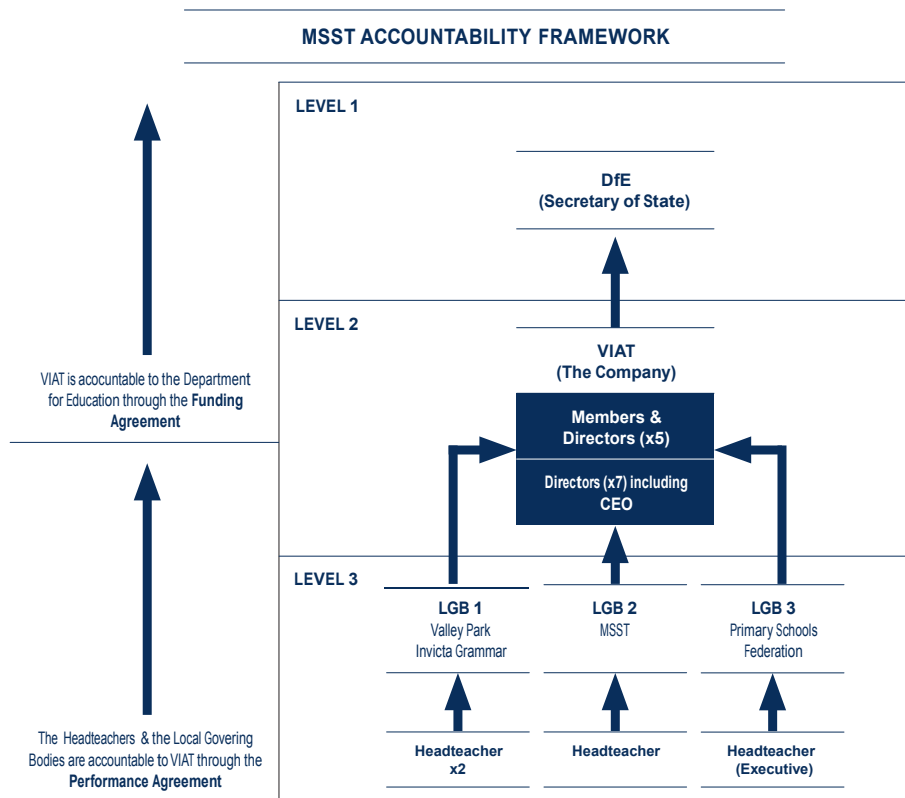 MSST ACCOUNTABILITY FRAMEWORK
LEVEL 1
DfE
(Secretary of State)
LEVEL 2
VIAT
(The Company)
Members &
Directors (x5)
Directors (x7) including
CEO
VIAT is acocuntable to the Department
for Education through the Funding
Agreement
LEVEL 3
LGB 1
Valley Park
Invicta Grammar
LGB 2
MSST
LGB 3
Primary Schools
Federation
The Headteachers & the Local Govering
Bodies are accountable to VIAT through the
Performance Agreement
Headteacher
x2
Headteacher
Headteacher
(Executive)